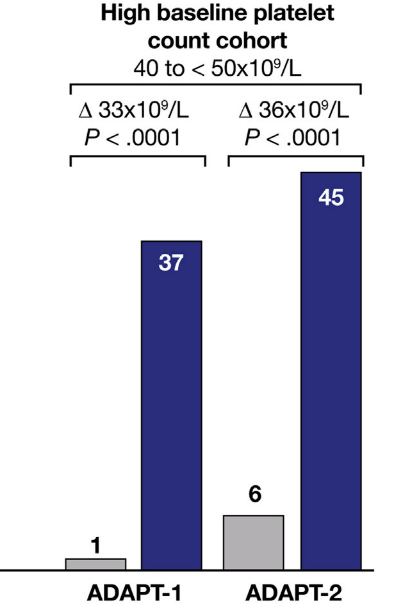 High baseline platelet
count cohort
40 to < 50x10⁹/L
Δ 33x10⁹/L Δ 36x10⁹/L
P < .0001 P < .0001
45
37
6
1
ADAPT-1 ADAPT-2